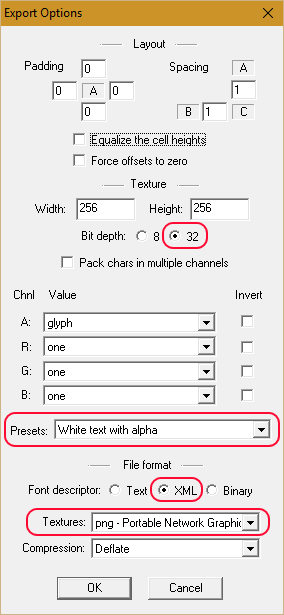 Export Options
Layout
Padding
Spacing
0
A
0
A
0
1
0
B
1
C
Equalize the cell heights
Force offsets to zero
Texture
Width: 256 Height: 256
Bit depth: 8 32
Pack chars in multiple channels
Chnl Value Invert
A: glyph
R: one
G: one
B: one
Presets: White text with alpha
File format
Font descriptor: Text XML Binary
Textures: png - Portable Network Graphic
Compression: Deflate
OK Cancel